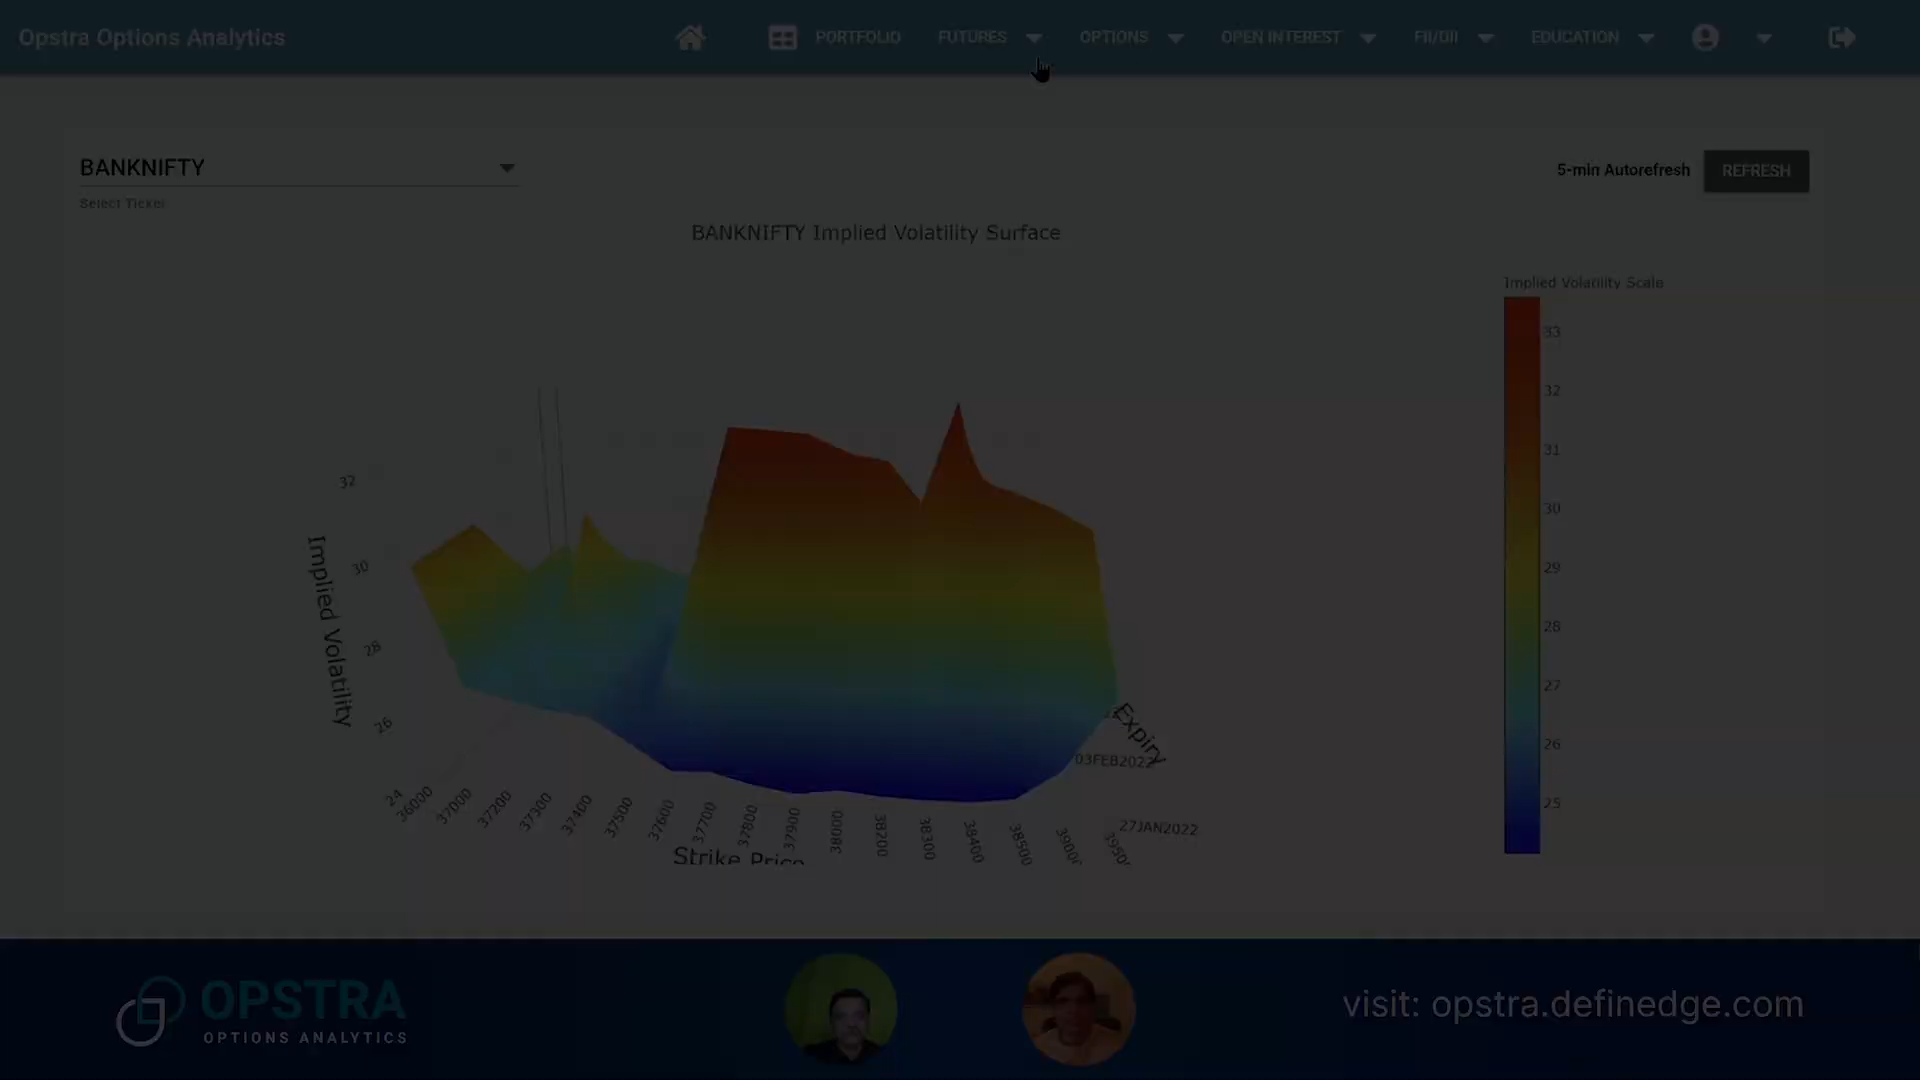 Opstra Options Analytics
PORTFOLIO
FUTURES
OPTIONS
OPEN INTEREST
FII/DII
EDUCATION
BANKNIFTY
Select Ticker
5-min Autorefresh
REFRESH
BANKNIFTY Implied Volatility Surface
Implied Volatility Scale
33
32
31
30
29
28
27
26
25
Implied Volatility
32
30
28
26
24
36000
37000
37200
37300
37400
37500
37600
37700
37800
37900
38000
38200
38300
38400
38500
39000
Strike Price
Expiry
03FEB2022
27JAN2022
OPSTRA
OPTIONS ANALYTICS
visit: opstra.definedge.com